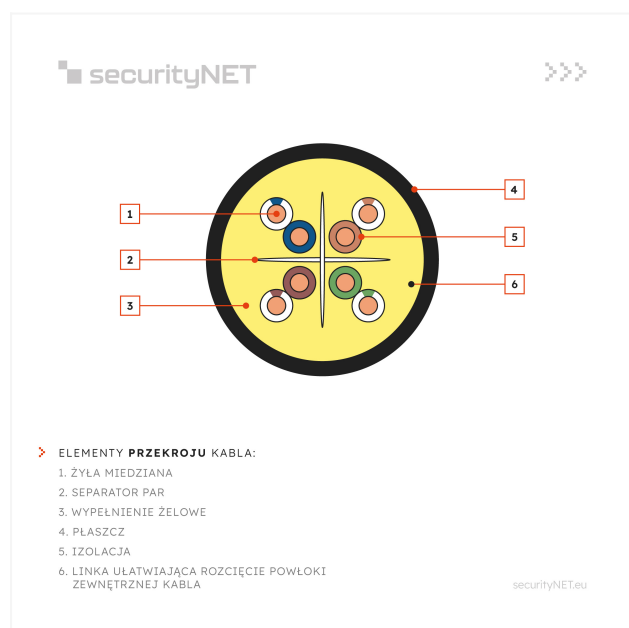 securityNET
1
2
3
4
5
6
ELEMENTY PRZEKROJU KABLA:
1. ŻYŁA MIEDZIANA
2. SEPARATOR PAR
3. WYPEŁNIENIE ŻELOWE
4. PŁASZCZ
5. IZOLACJA
6. LINKA UŁATWIAJĄCA ROZCIĘCIE POWŁOKI
ZEWNĘTRZNEJ KABLA
securityNET.eu